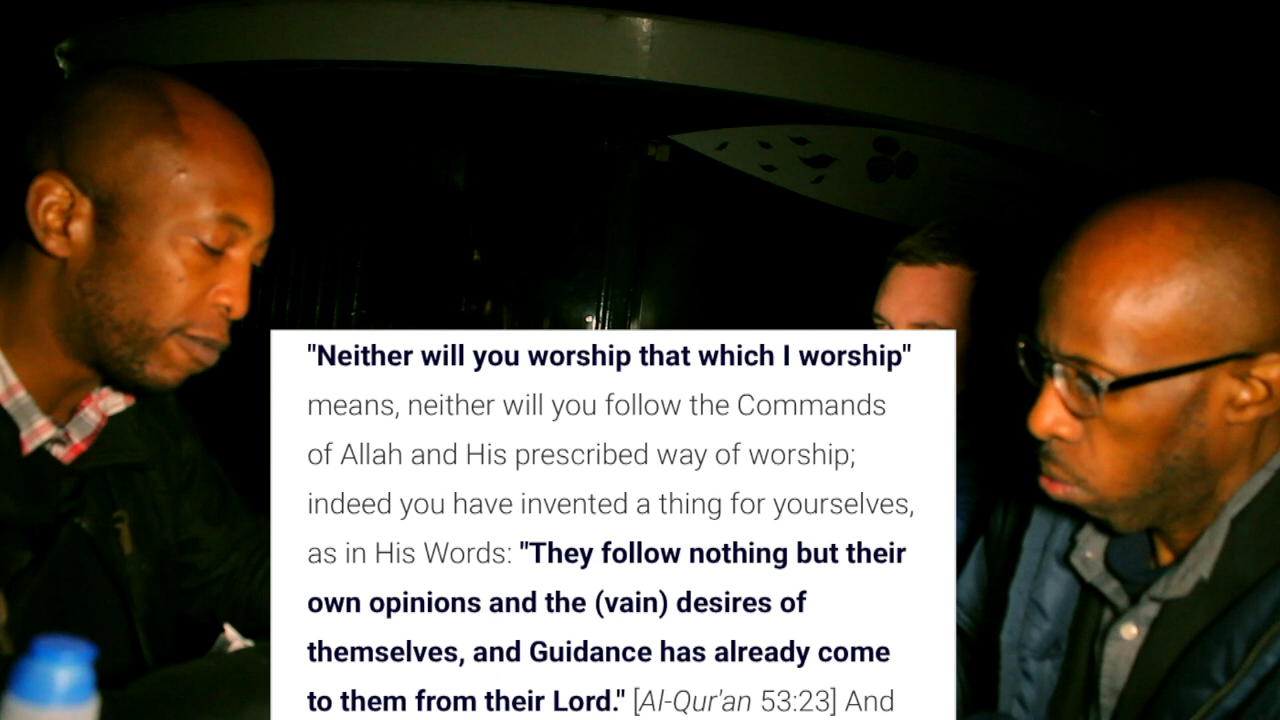 "Neither will you worship that which I worship"
means, neither will you follow the Commands
of Allah and His prescribed way of worship;
indeed you have invented a thing for yourselves,
as in His Words: "They follow nothing but their
own opinions and the (vain) desires of
themselves, and Guidance has already come
to them from their Lord." [Al-Qur'an 53:23] And